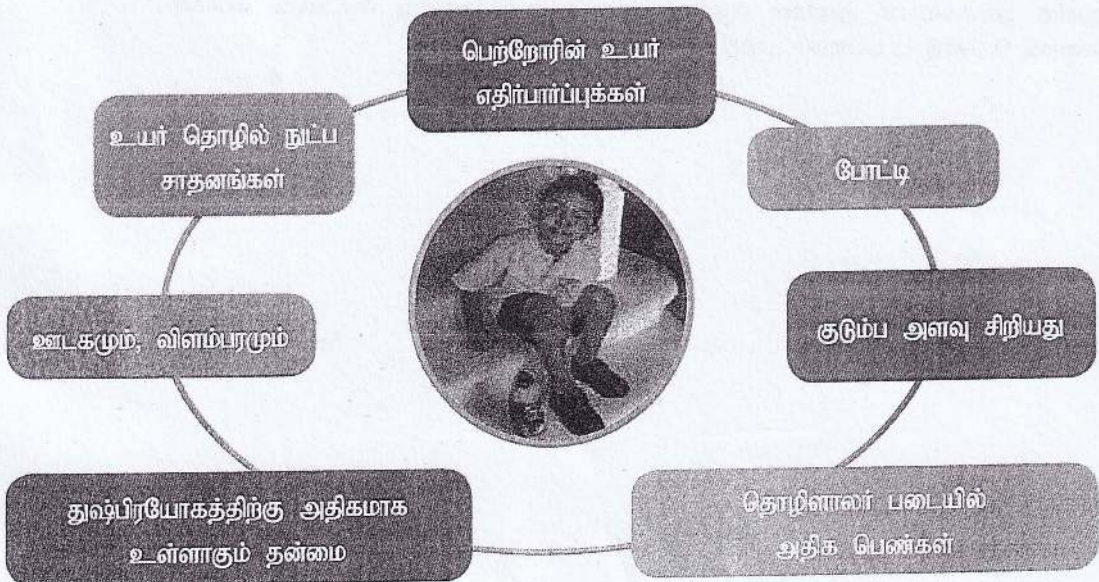 பெற்றோரின் உயர்
எதிர்பார்ப்புக்கள்
போட்டி
குடும்ப அளவு சிறியது
தொழிளாலர் படையில்
அதிக பெண்கள்
துஷ்பிரயோகத்திற்கு அதிகமாக
உள்ளாகும் தன்மை
ஊடகமும், விளம்பரமும்
உயர் தொழில் நுட்ப
சாதனங்கள்